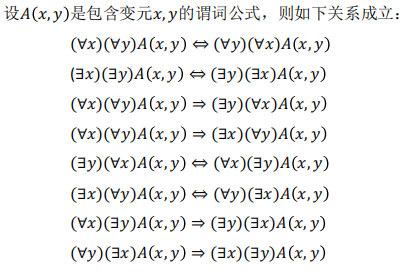 设A(x,y)是包含变元x,y的谓词公式，则如下关系成立：
(∀x)(∀y)A(x,y)⇔(∀y)(∀x)A(x,y)
(∃x)(∃y)A(x,y)⇔(∃y)(∃x)A(x,y)
(∀x)(∀y)A(x,y)⇒(∃y)(∀x)A(x,y)
(∀x)(∀y)A(x,y)⇒(∃x)(∀y)A(x,y)
(∃y)(∀x)A(x,y)⇔(∀x)(∃y)A(x,y)
(∃x)(∀y)A(x,y)⇔(∀y)(∃x)A(x,y)
(∀x)(∃y)A(x,y)⇒(∃y)(∃x)A(x,y)
(∀y)(∃x)A(x,y)⇒(∃x)(∃y)A(x,y)